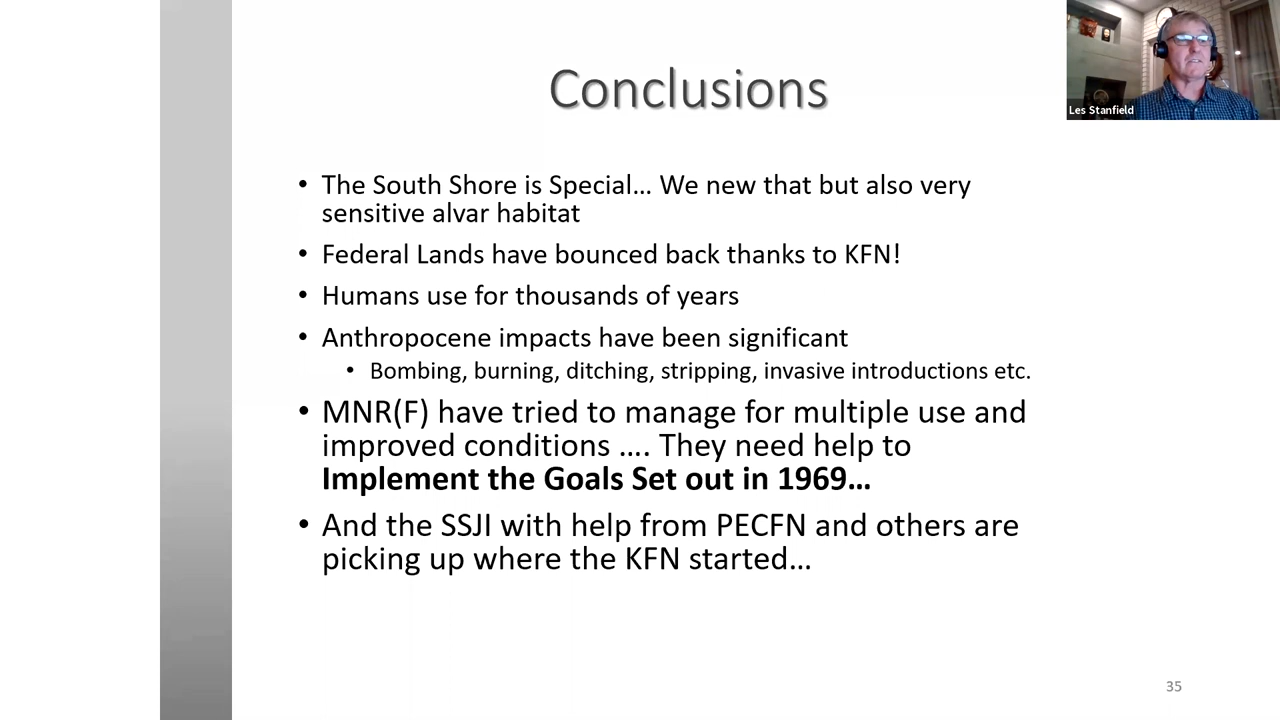 Conclusions
Les Stanfield
• The South Shore is Special... We new that but also very
sensitive alvar habitat
• Federal Lands have bounced back thanks to KFN!
• Humans use for thousands of years
• Anthropocene impacts have been significant
• Bombing, burning, ditching, stripping, invasive introductions etc.
• MNR(F) have tried to manage for multiple use and
improved conditions .... They need help to
Implement the Goals Set out in 1969...
• And the SSJI with help from PECFN and others are
picking up where the KFN started...
35